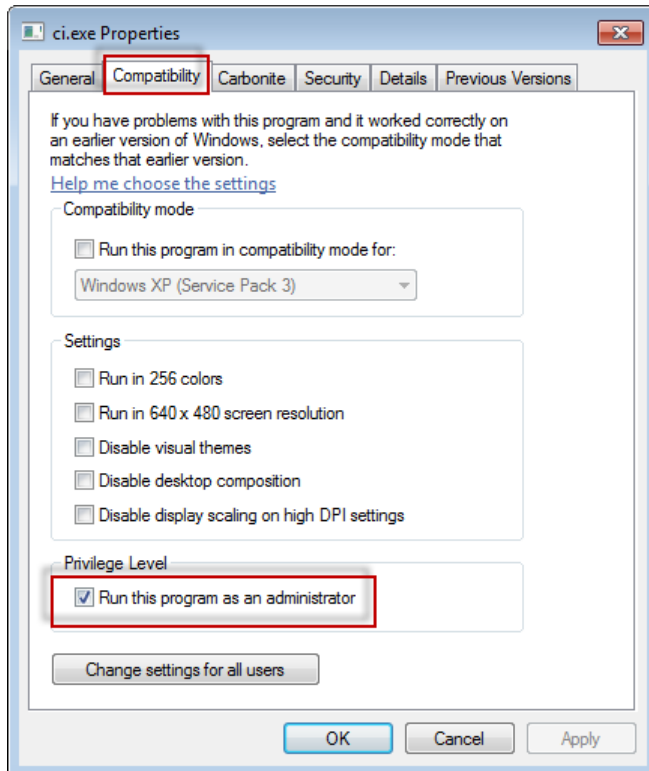 ci.exe Properties
General Compatibility Carbonite Security Details Previous Versions
If you have problems with this program and it worked correctly on
an earlier version of Windows, select the compatibility mode that
matches that earlier version.
Help me choose the settings
Compatibility mode
Run this program in compatibility mode for:
Windows XP (Service Pack 3)
Settings
Run in 256 colors
Run in 640 x 480 screen resolution
Disable visual themes
Disable desktop composition
Disable display scaling on high DPI settings
Privilege Level
Run this program as an administrator
Change settings for all users
OK Cancel Apply